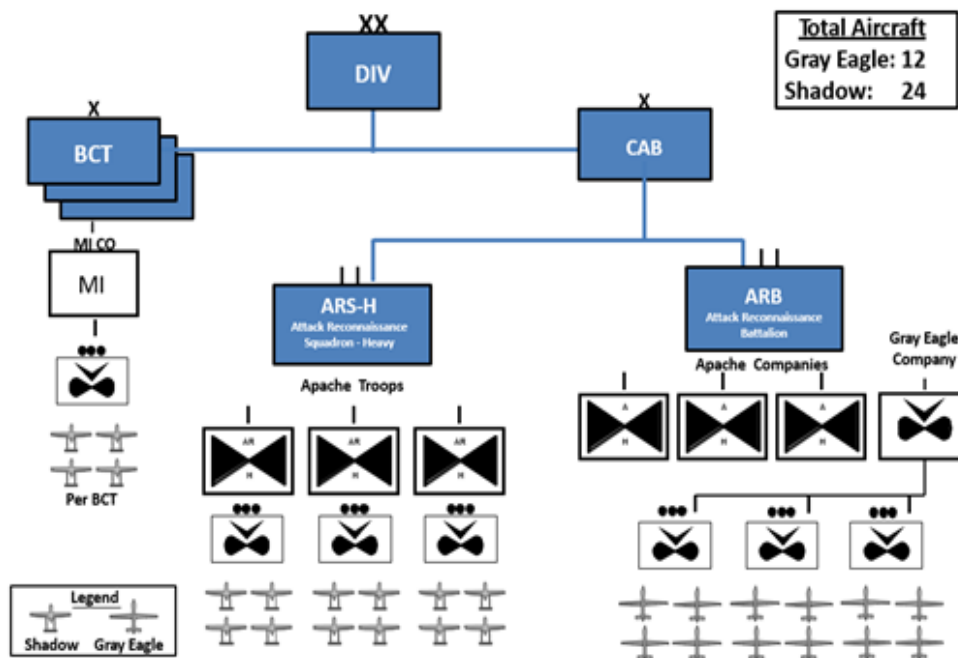 XX
DIV
Total Aircraft
Gray Eagle: 12
Shadow: 24
X
BCT
X
CAB
MI CO
MI
Per BCT
ARS-H
Attack Reconnaissance
Squadron - Heavy
Apache Troops
AR
H
AR
H
AR
H
ARB
Attack Reconnaissance
Battalion
Apache Companies
Gray Eagle
Company
A
H
A
H
A
H
Legend
Shadow
Gray Eagle